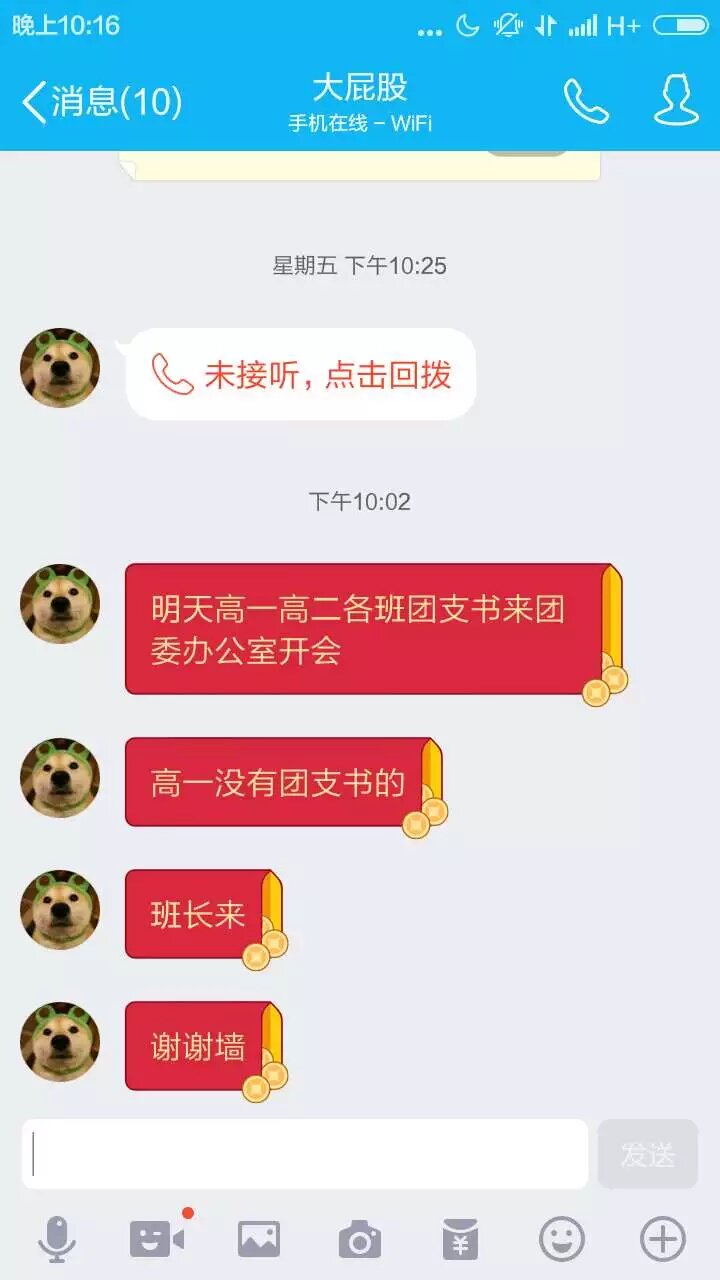 晚上10:16
H+
消息(10)
大屁股
手机在线 - WiFi
星期五 下午10:25
未接听，点击回拨
下午10:02
明天高一高二各班团支书来团
委办公室开会
高一没有团支书的
班长来
谢谢墙
发送